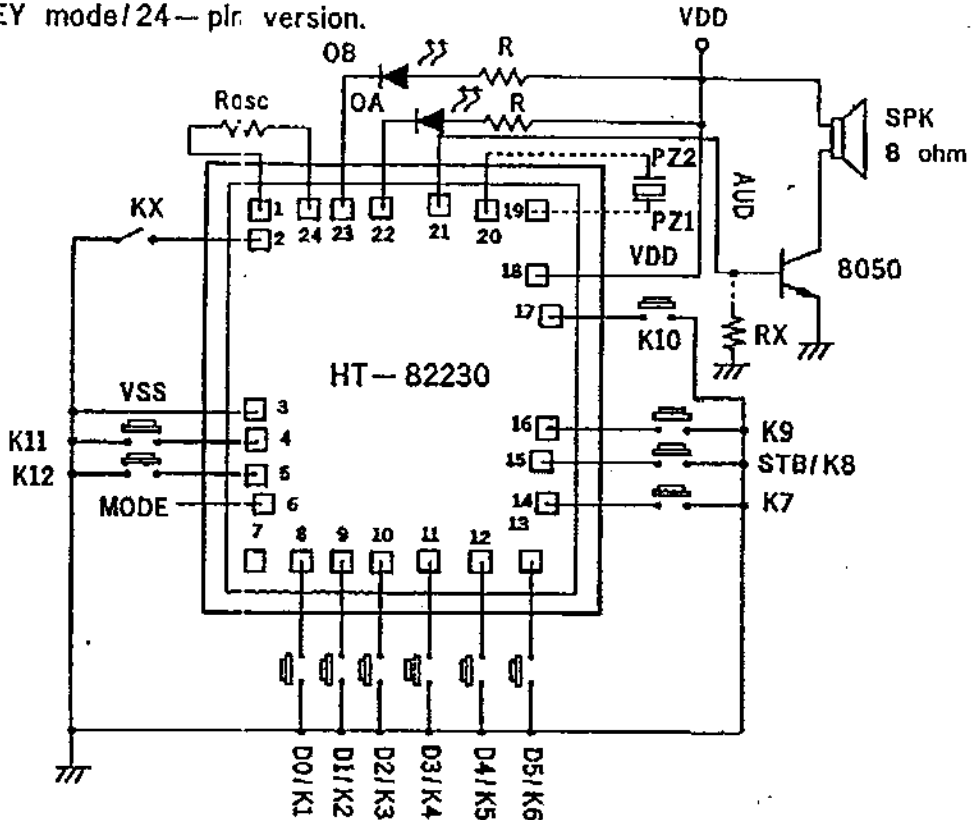 EY mode/24-pin version.
VDD
OB
R
OA
R
Rosc
SPK
8 ohm
PZ2
AUD
PZ1
KX
1
24
23
22
21
20
19
2
VDD
18
8050
17
K10
RX
HT-82230
VSS
3
K11
4
16
K9
K12
5
15
STB/K8
MODE
6
14
K7
13
7
8
9
10
11
12
D0/K1
D1/K2
D2/K3
D3/K4
D4/K5
D5/K6